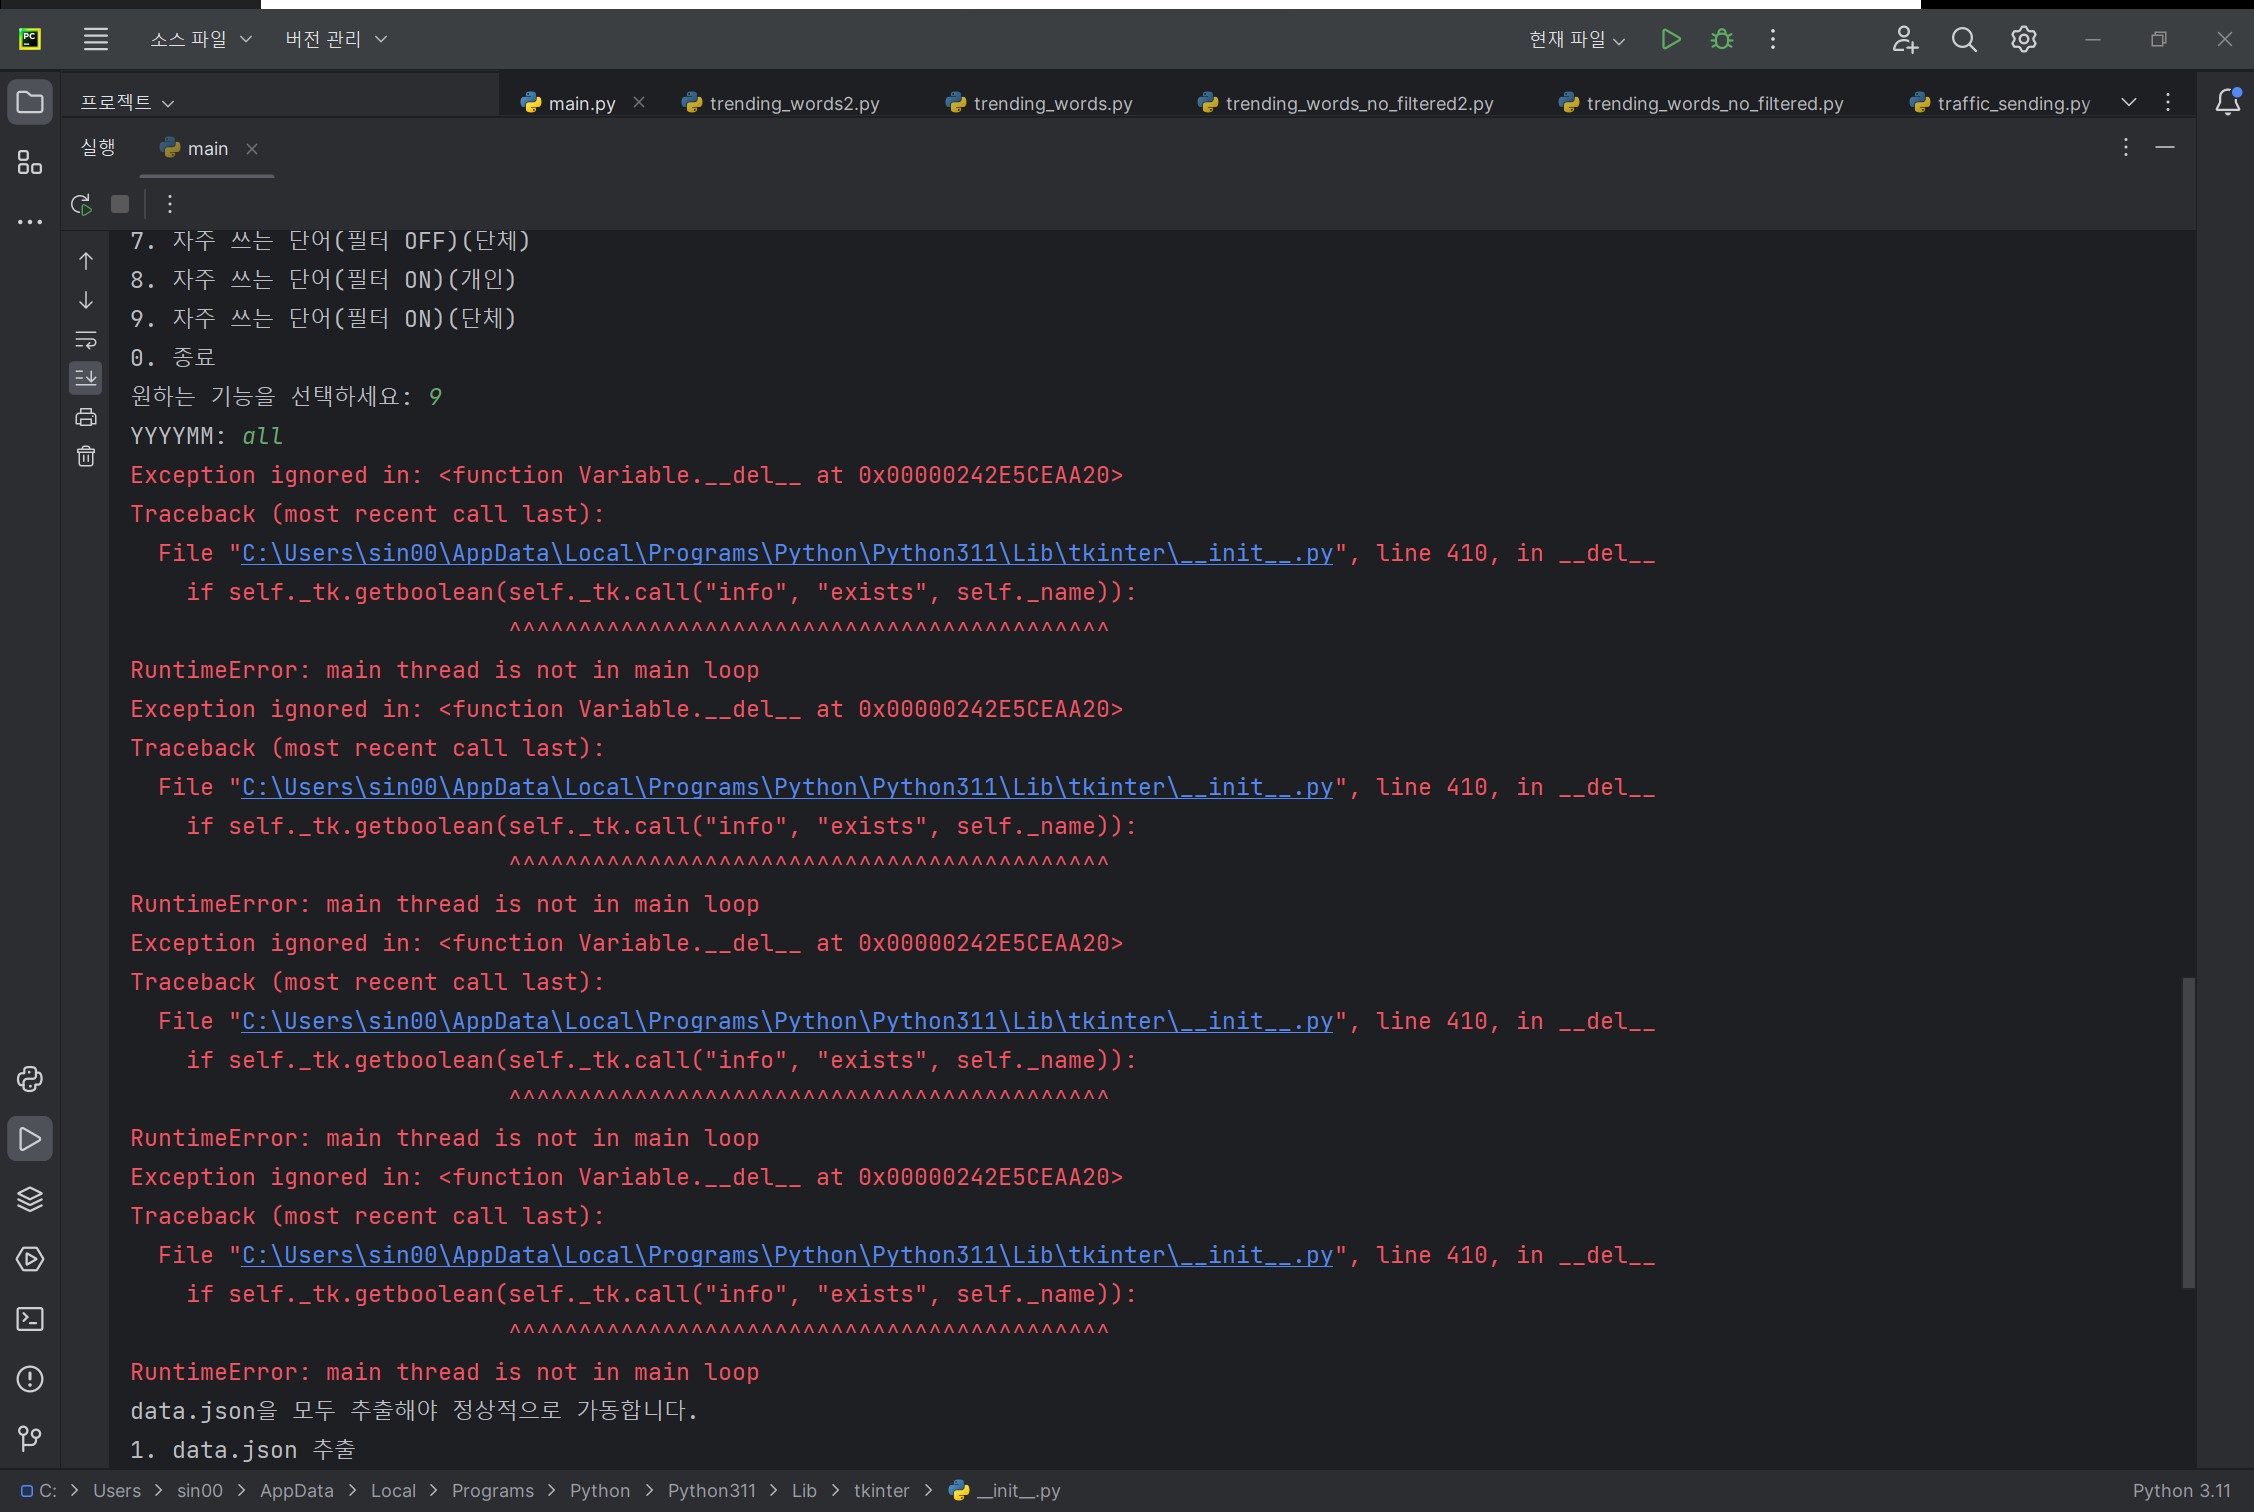 PC
소스 파일
버전 관리
현재 파일
프로젝트
main.py
trending_words2.py
trending_words.py
trending_words_no_filtered2.py
trending_words_no_filtered.py
traffic_sending.py
실행
main
7. 자주 쓰는 단어(필터 OFF)(단체)
8. 자주 쓰는 단어(필터 ON)(개인)
9. 자주 쓰는 단어(필터 ON)(단체)
0. 종료
원하는 기능을 선택하세요: 9
YYYYMM: all
Exception ignored in: <function Variable.__del__ at 0x00000242E5CEAA20>
Traceback (most recent call last):
  File "C:\Users\sin00\AppData\Local\Programs\Python\Python311\Lib\tkinter\__init__.py", line 410, in __del__
    if self._tk.getboolean(self._tk.call("info", "exists", self._name)):
                           ^^^^^^^^^^^^^^^^^^^^^^^^^^^^^^^^^^^^^^^^^^^
RuntimeError: main thread is not in main loop
Exception ignored in: <function Variable.__del__ at 0x00000242E5CEAA20>
Traceback (most recent call last):
  File "C:\Users\sin00\AppData\Local\Programs\Python\Python311\Lib\tkinter\__init__.py", line 410, in __del__
    if self._tk.getboolean(self._tk.call("info", "exists", self._name)):
                           ^^^^^^^^^^^^^^^^^^^^^^^^^^^^^^^^^^^^^^^^^^^
RuntimeError: main thread is not in main loop
Exception ignored in: <function Variable.__del__ at 0x00000242E5CEAA20>
Traceback (most recent call last):
  File "C:\Users\sin00\AppData\Local\Programs\Python\Python311\Lib\tkinter\__init__.py", line 410, in __del__
    if self._tk.getboolean(self._tk.call("info", "exists", self._name)):
                           ^^^^^^^^^^^^^^^^^^^^^^^^^^^^^^^^^^^^^^^^^^^
RuntimeError: main thread is not in main loop
Exception ignored in: <function Variable.__del__ at 0x00000242E5CEAA20>
Traceback (most recent call last):
  File "C:\Users\sin00\AppData\Local\Programs\Python\Python311\Lib\tkinter\__init__.py", line 410, in __del__
    if self._tk.getboolean(self._tk.call("info", "exists", self._name)):
                           ^^^^^^^^^^^^^^^^^^^^^^^^^^^^^^^^^^^^^^^^^^^
RuntimeError: main thread is not in main loop
data.json을 모두 추출해야 정상적으로 가동합니다.
1. data.json 추출
C: > Users > sin00 > AppData > Local > Programs > Python > Python311 > Lib > tkinter > __init__.py
Python 3.11